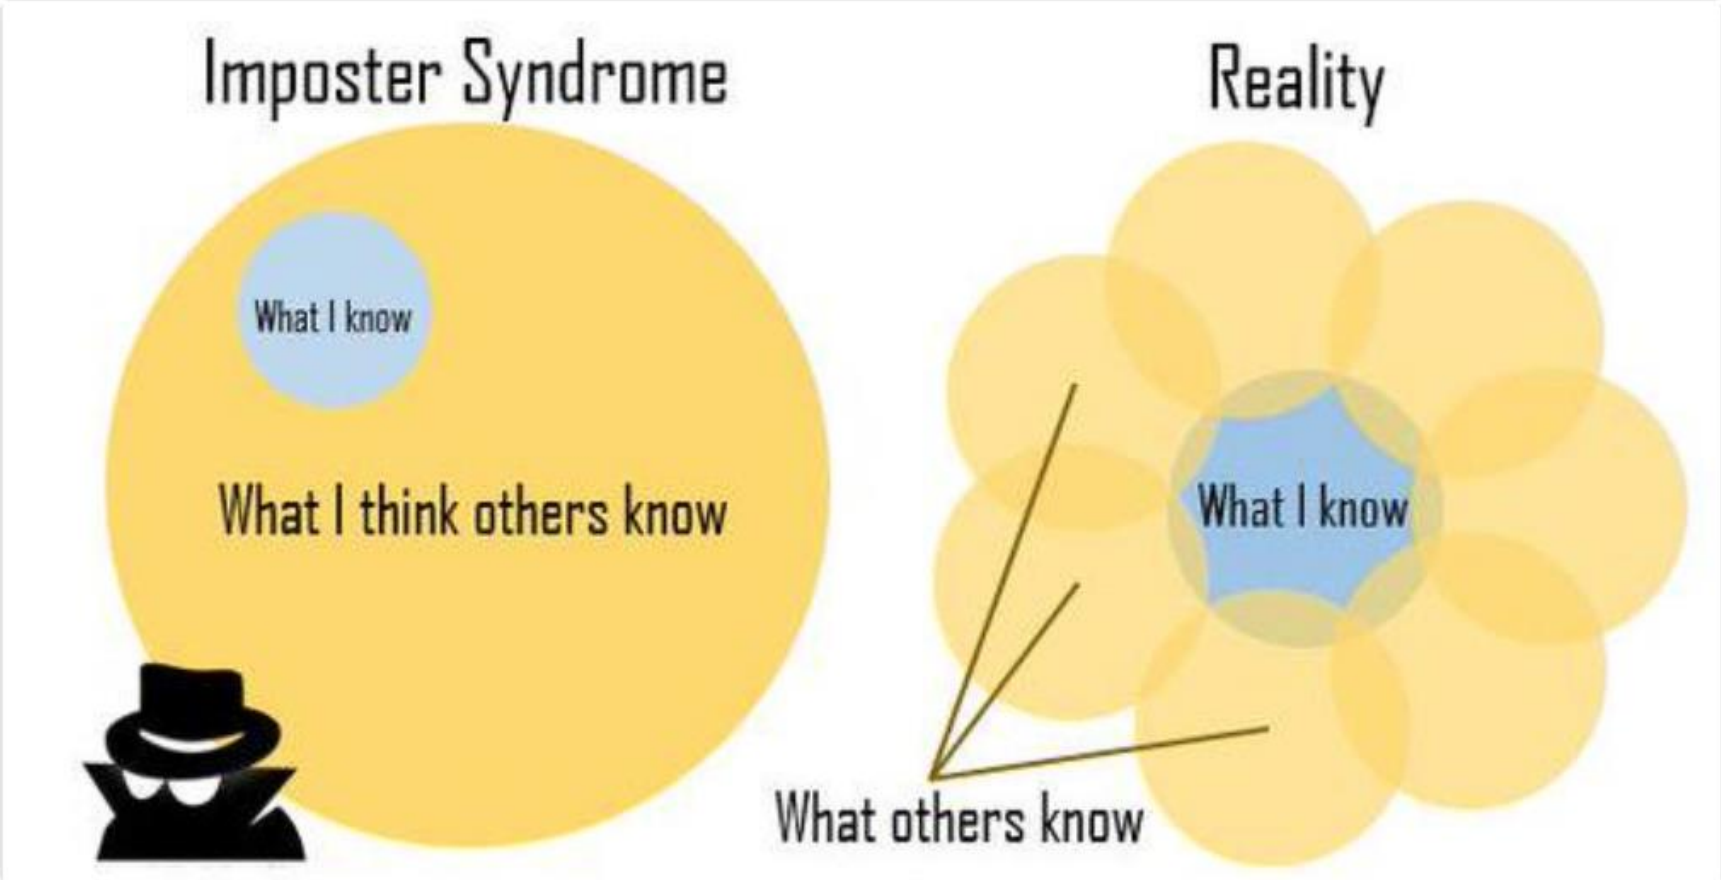 Imposter Syndrome
Reality
What I know
What I think others know
What I know
What others know